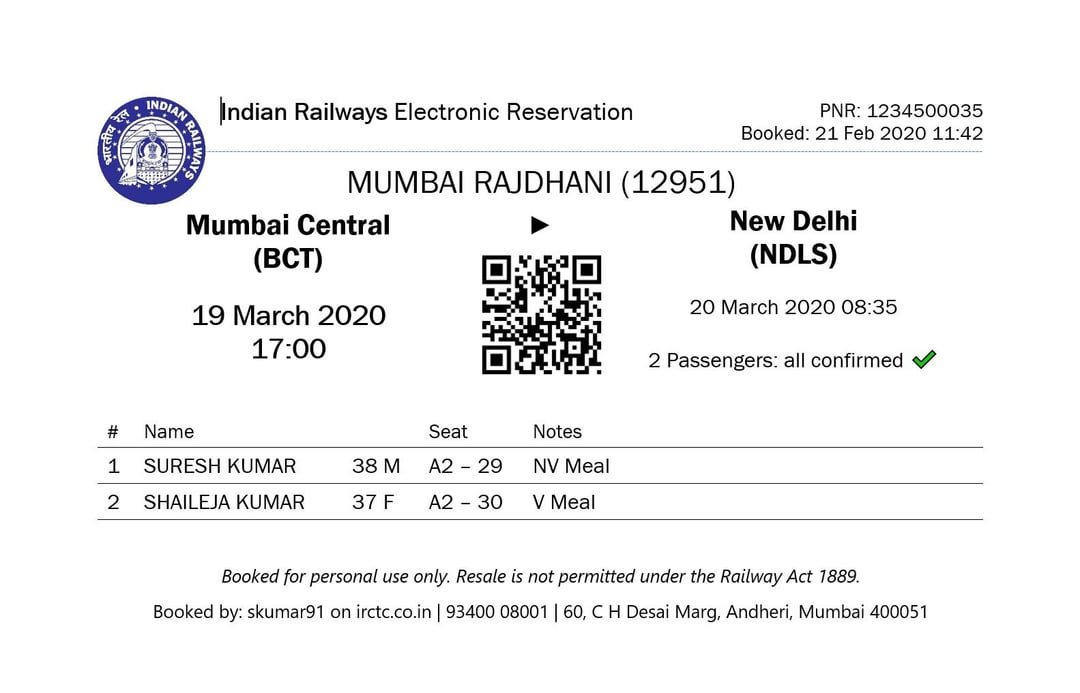 भारतीय रेल • INDIAN RAILWAYS
Indian Railways Electronic Reservation
PNR: 1234500035
Booked: 21 Feb 2020 11:42
MUMBAI RAJDHANI (12951)
Mumbai Central
(BCT)
►
New Delhi
(NDLS)
19 March 2020
17:00
20 March 2020 08:35
2 Passengers: all confirmed
# Name Seat Notes
1 SURESH KUMAR 38 M A2 – 29 NV Meal
2 SHAILEJA KUMAR 37 F A2 – 30 V Meal
Booked for personal use only. Resale is not permitted under the Railway Act 1889.
Booked by: skumar91 on irctc.co.in | 93400 08001 | 60, C H Desai Marg, Andheri, Mumbai 400051